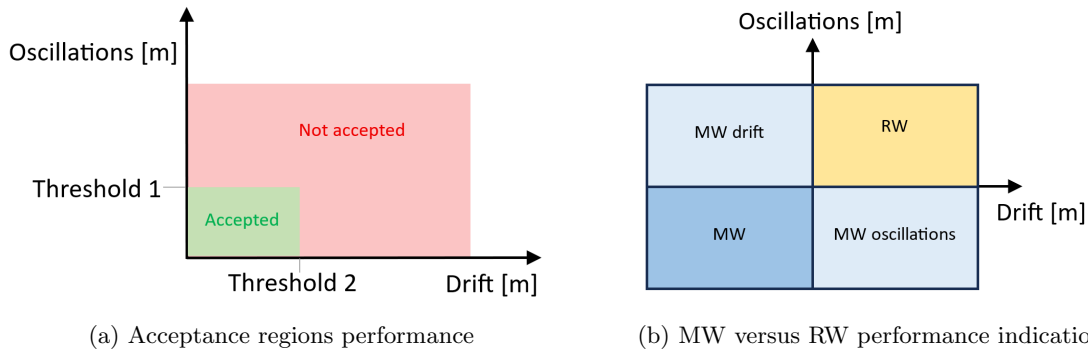 Oscillations [m]
Not accepted
Threshold 1
Accepted
Threshold 2
Drift [m]
(a) Acceptance regions performance
Oscillations [m]
MW drift
RW
Drift [m]
MW
MW oscillations
(b) MW versus RW performance indicatio